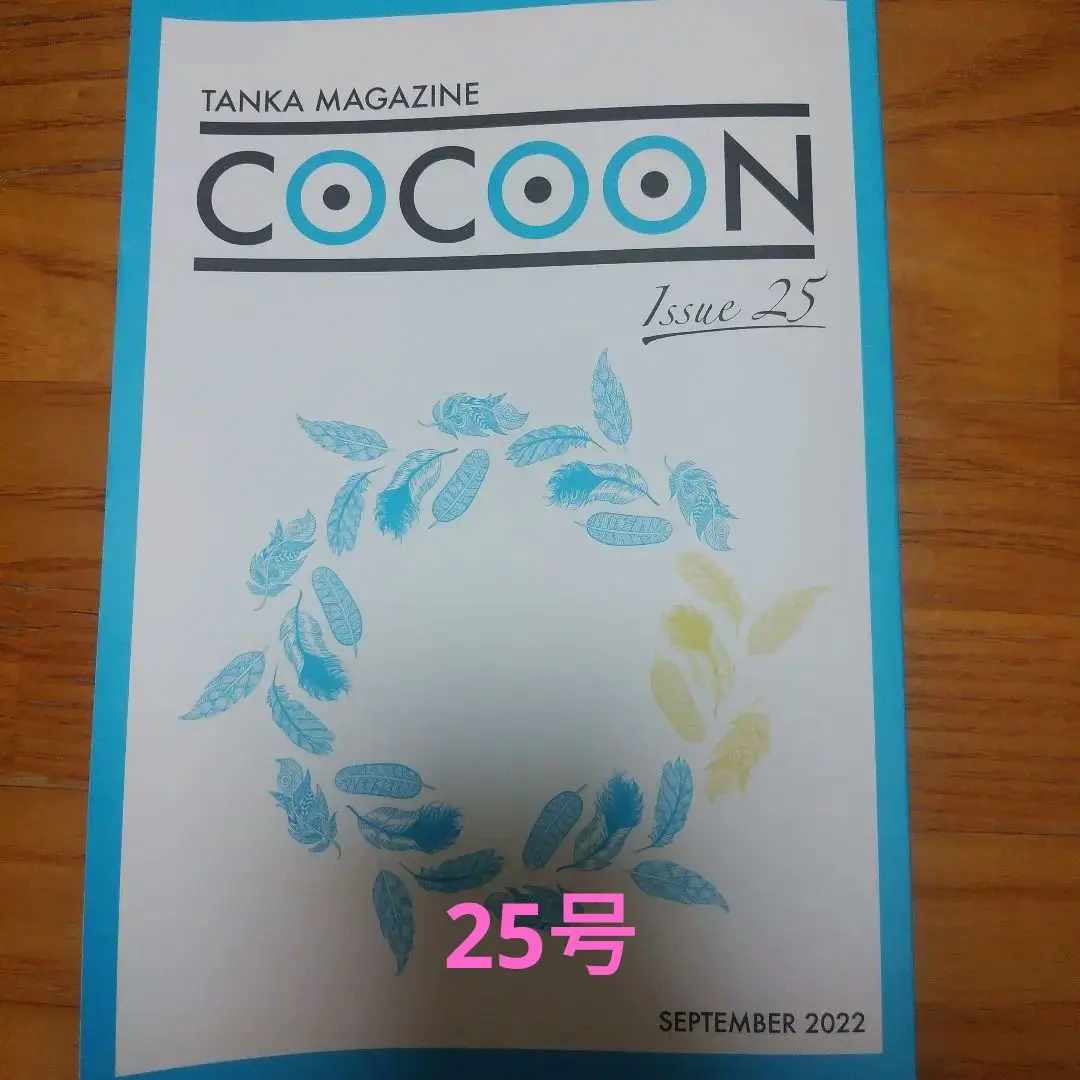 TANKA MAGAZINE
COCOON
Issue 25
25号
SEPTEMBER 2022